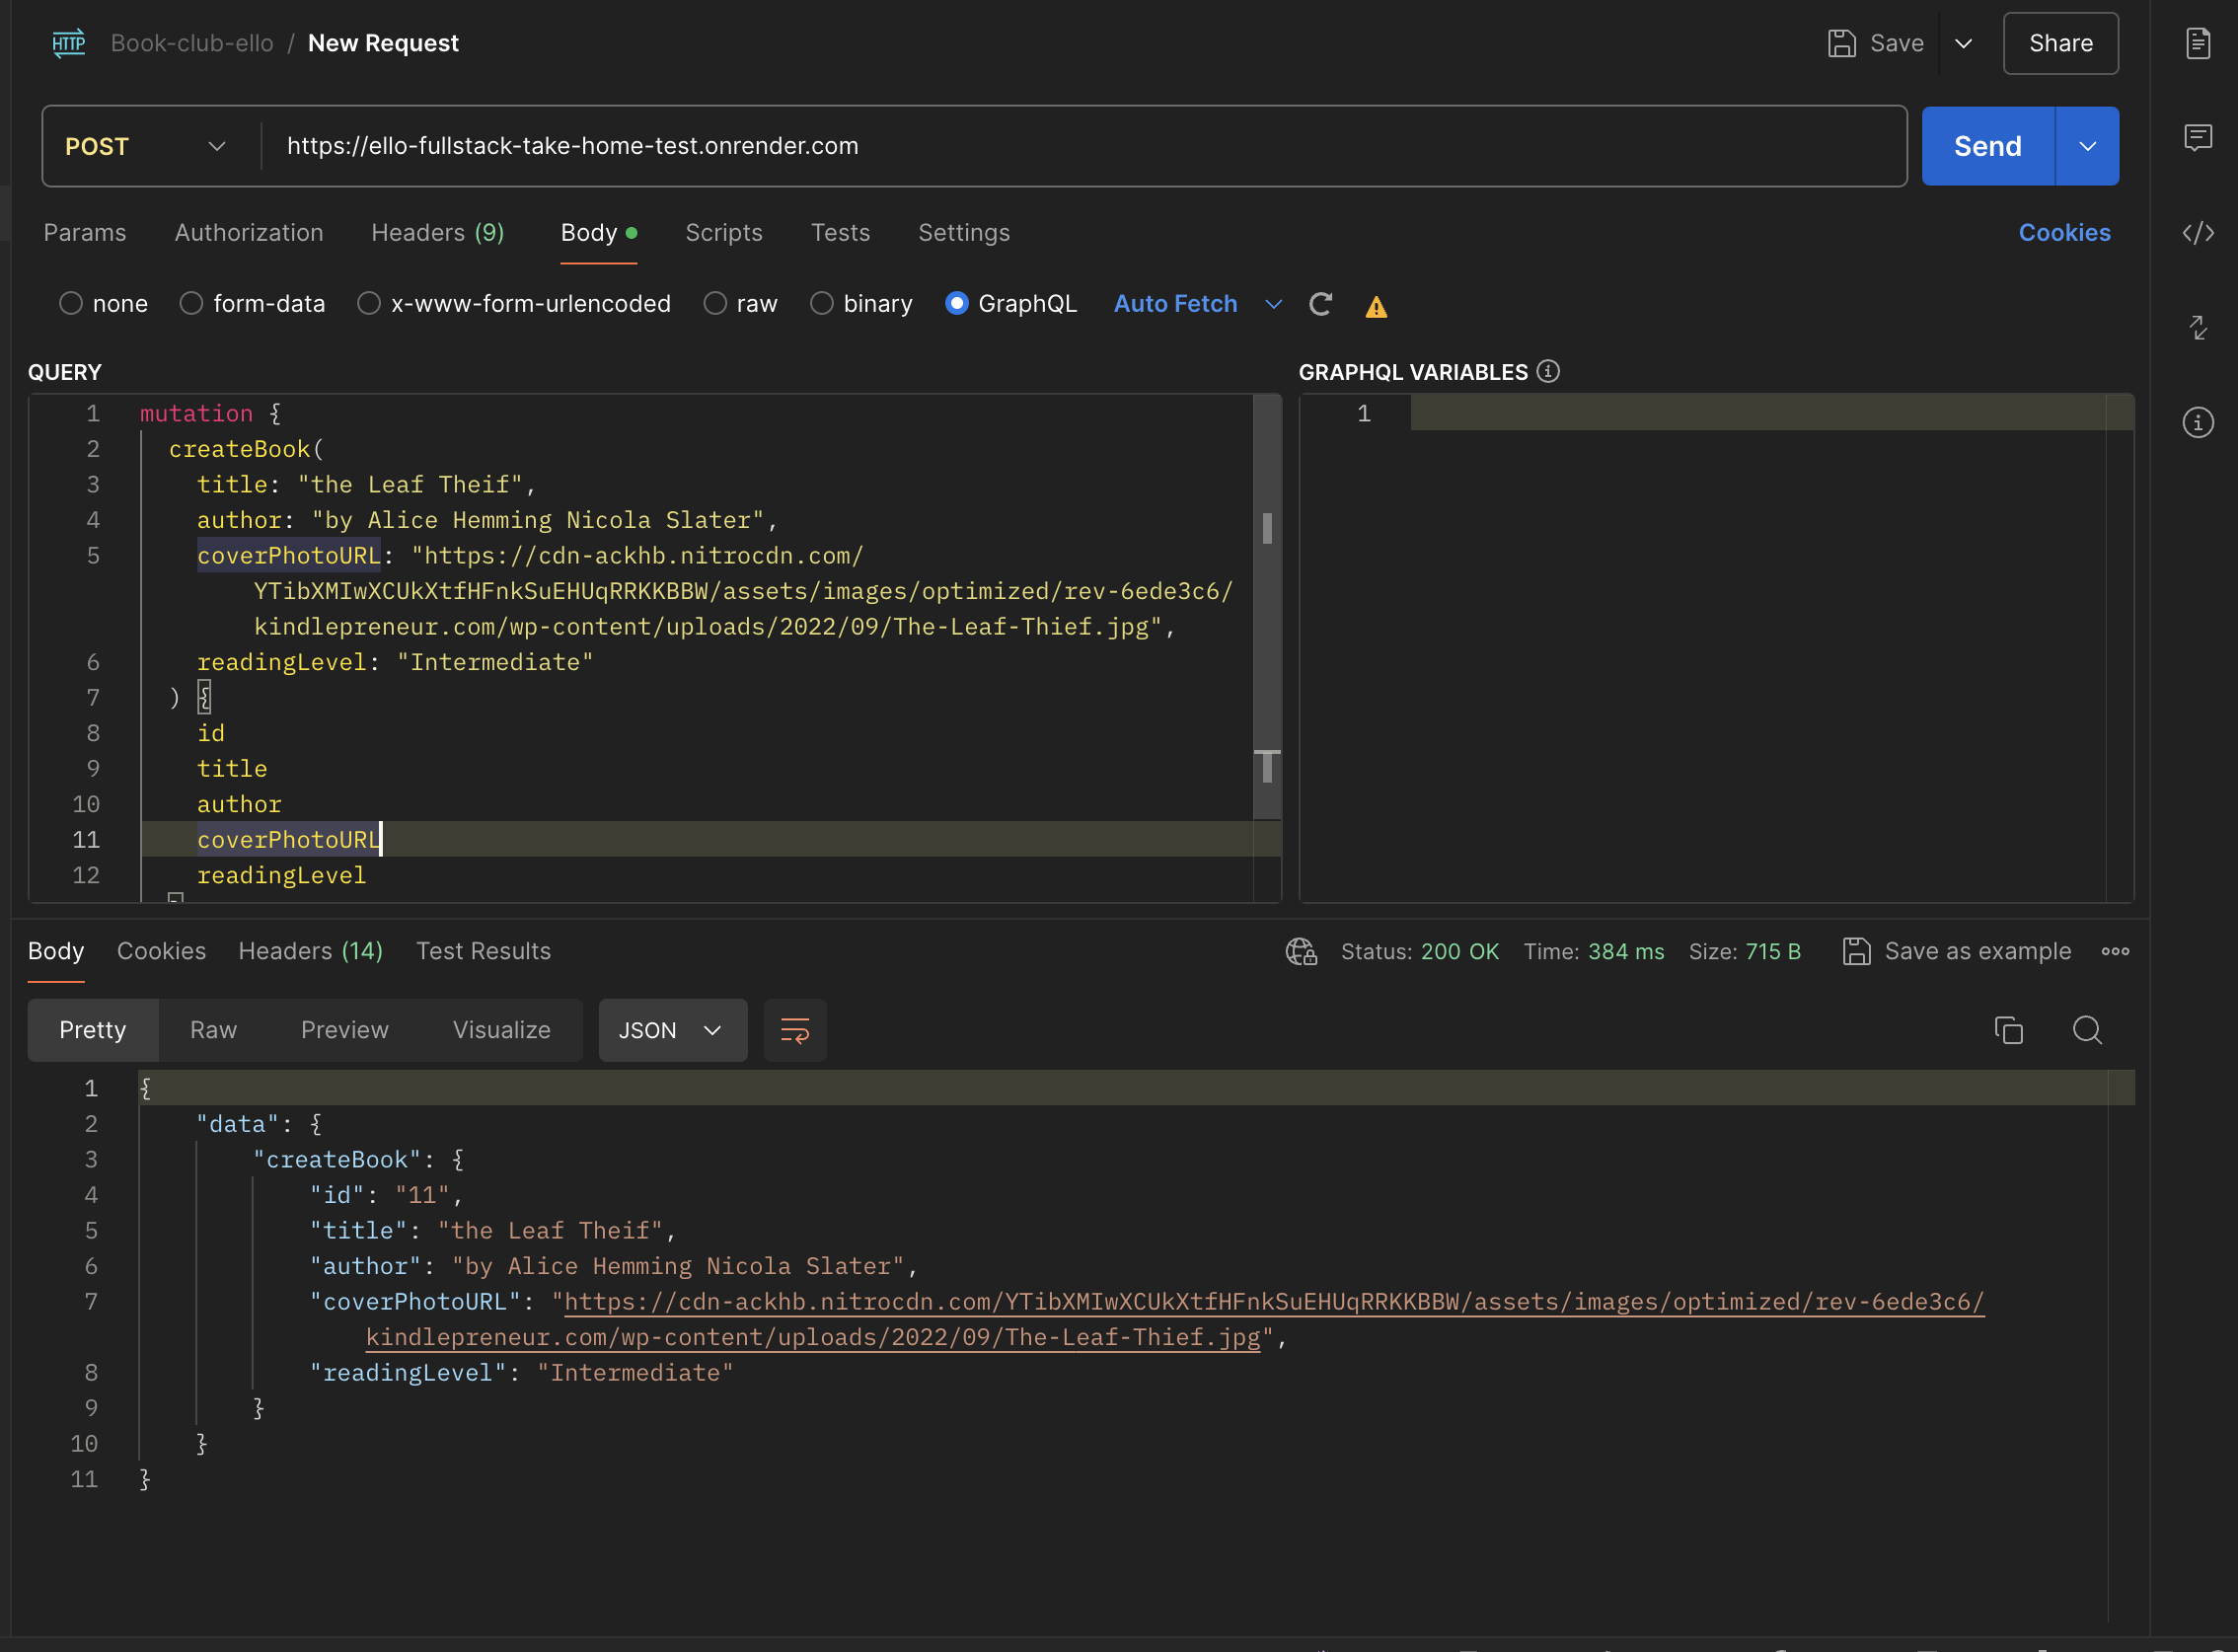 HTTP Book-club-ello / New Request Save Share
POST https://ello-fullstack-take-home-test.onrender.com Send
Params Authorization Headers (9) Body Scripts Tests Settings Cookies
none form-data x-www-form-urlencoded raw binary GraphQL Auto Fetch
QUERY
1 mutation {
2 createBook(
3 title: "the Leaf Theif",
4 author: "by Alice Hemming Nicola Slater",
5 coverPhotoURL: "https://cdn-ackhb.nitrocdn.com/
YTibXMIwXCUkXtfHFnkSuEHUqRRKKBBW/assets/images/optimized/rev-6ede3c6/
kindlepreneur.com/wp-content/uploads/2022/09/The-Leaf-Thief.jpg",
6 readingLevel: "Intermediate"
7 ) {
8 id
9 title
10 author
11 coverPhotoURL
12 readingLevel
GRAPHQL VARIABLES
1
Body Cookies Headers (14) Test Results Status: 200 OK Time: 384 ms Size: 715 B Save as example
Pretty Raw Preview Visualize JSON
1 {
2 "data": {
3 "createBook": {
4 "id": "11",
5 "title": "the Leaf Theif",
6 "author": "by Alice Hemming Nicola Slater",
7 "coverPhotoURL": "https://cdn-ackhb.nitrocdn.com/YTibXMIwXCUkXtfHFnkSuEHUqRRKKBBW/assets/images/optimized/rev-6ede3c6/
kindlepreneur.com/wp-content/uploads/2022/09/The-Leaf-Thief.jpg",
8 "readingLevel": "Intermediate"
9 }
10 }
11 }